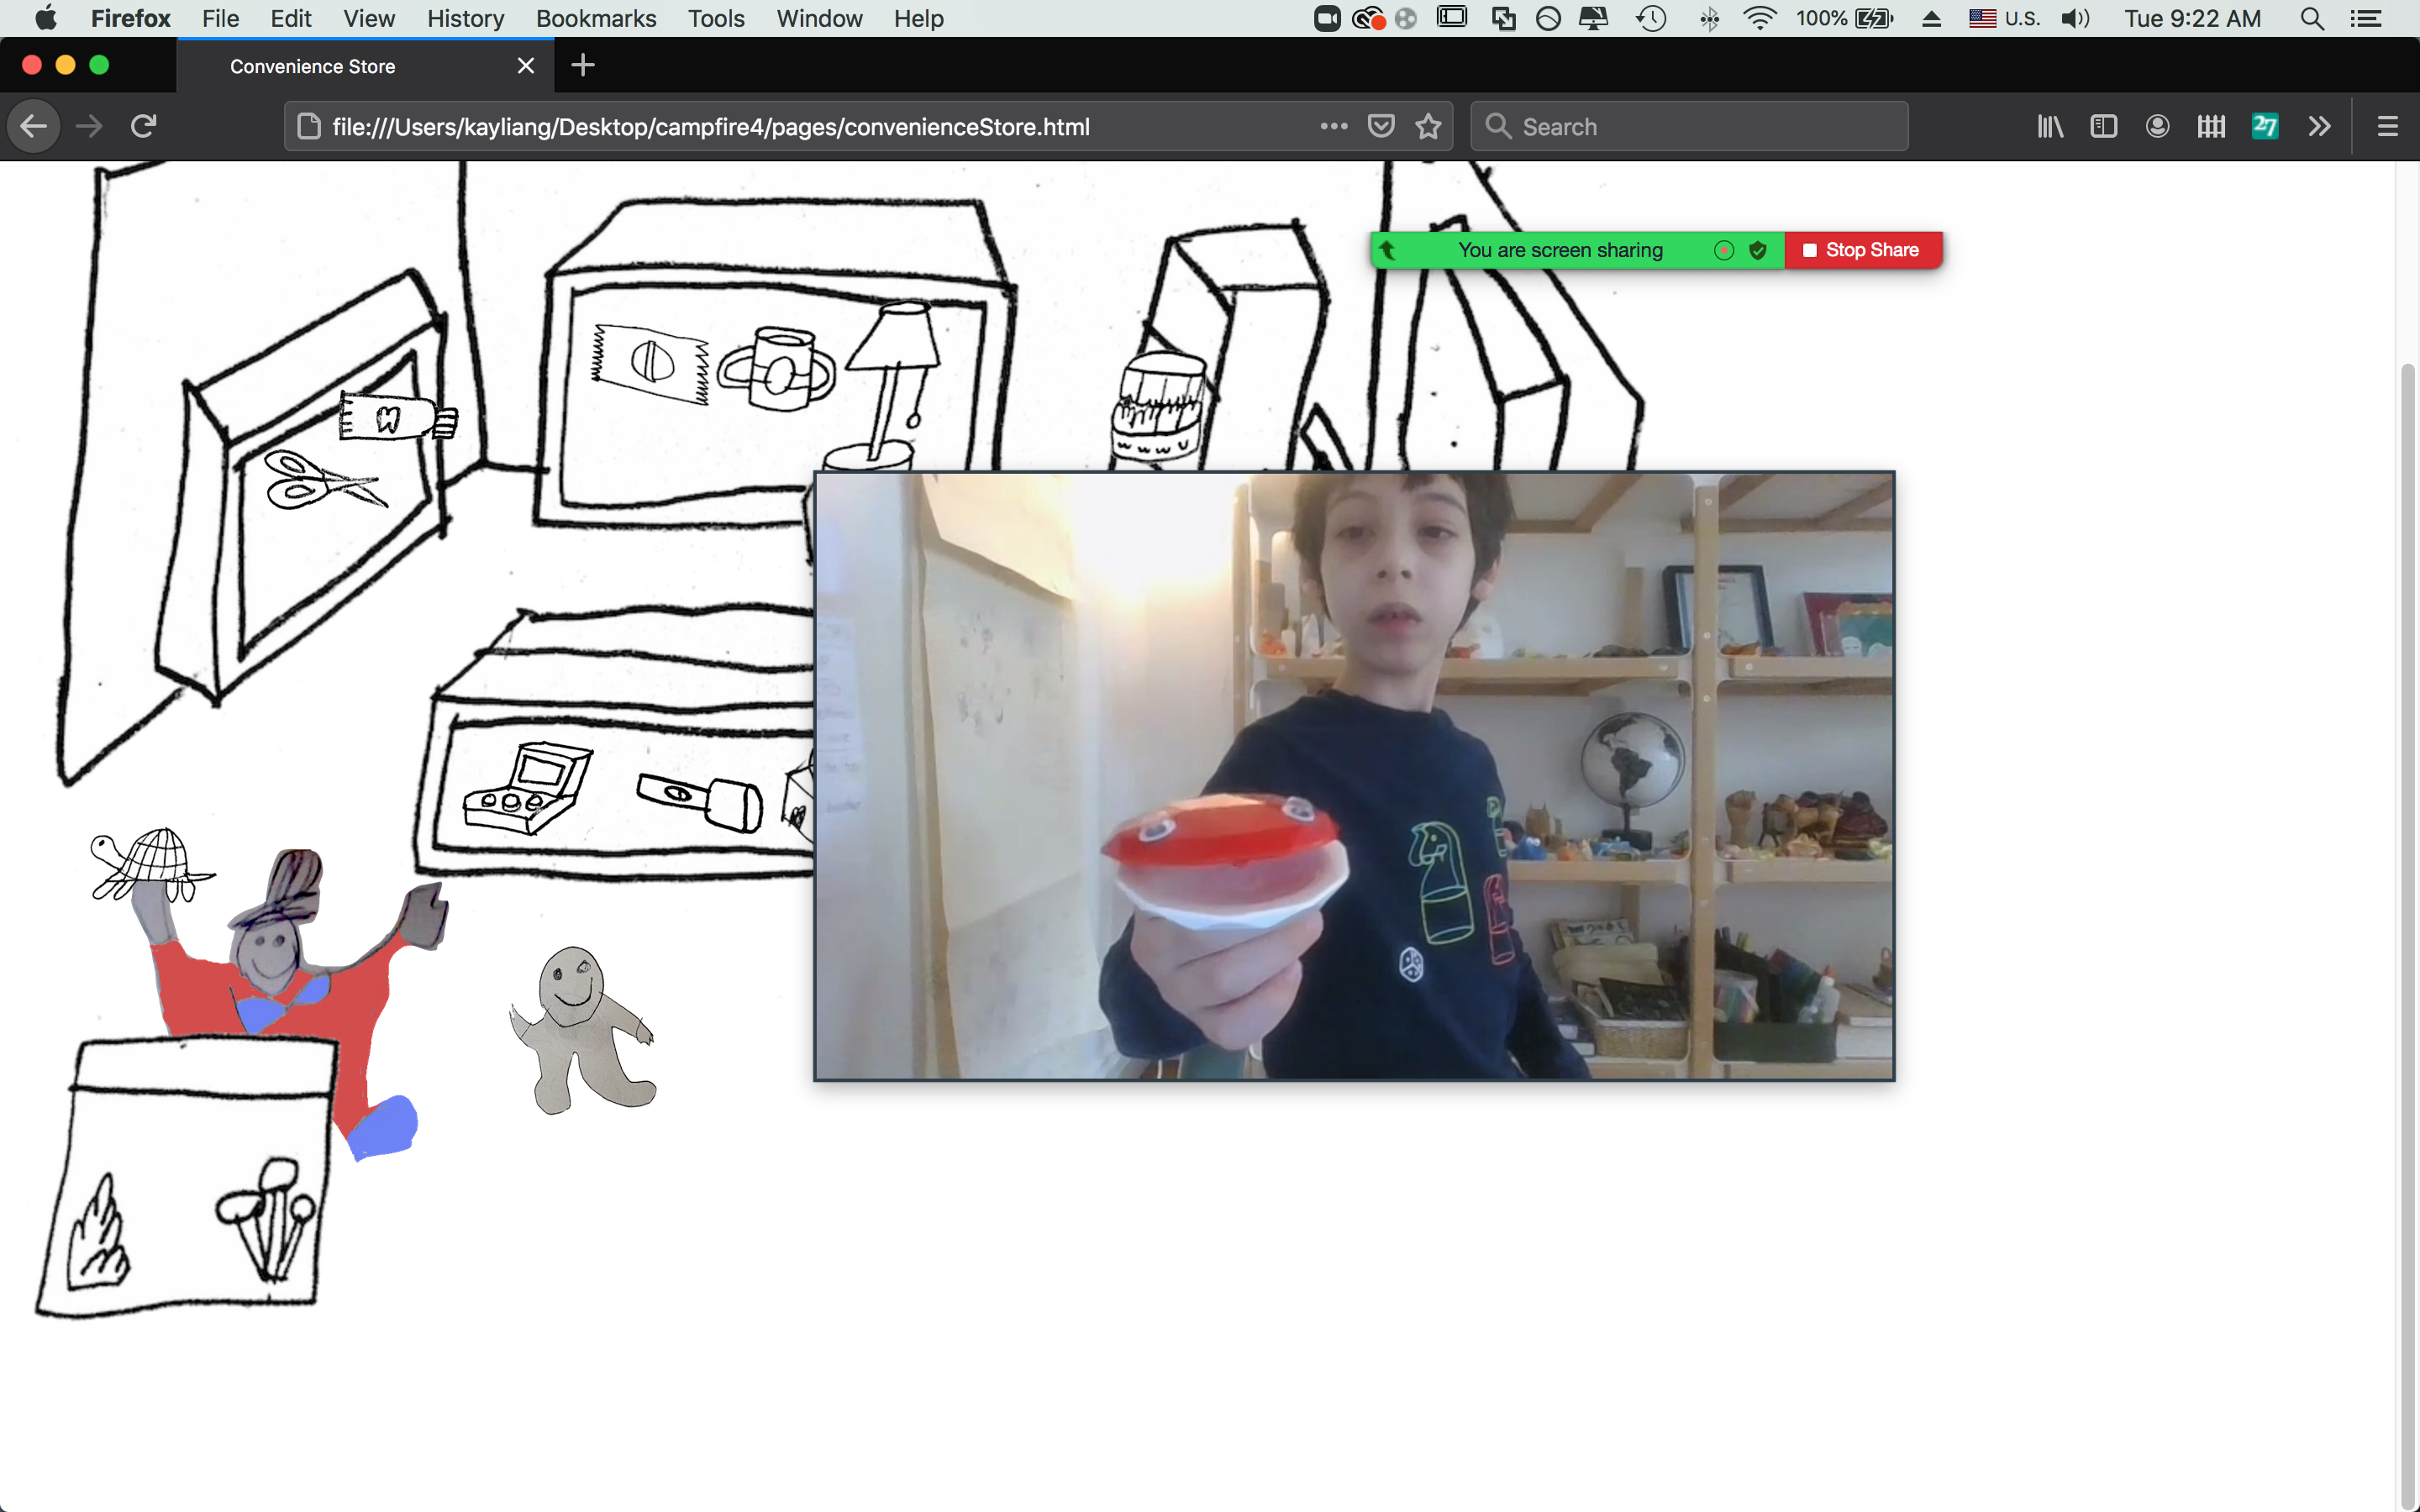 Firefox File Edit View History Bookmarks Tools Window Help 100% U.S. Tue 9:22 AM
Convenience Store
file:///Users/kayliang/Desktop/campfire4/pages/convenienceStore.html
Search
27
You are screen sharing
Stop Share